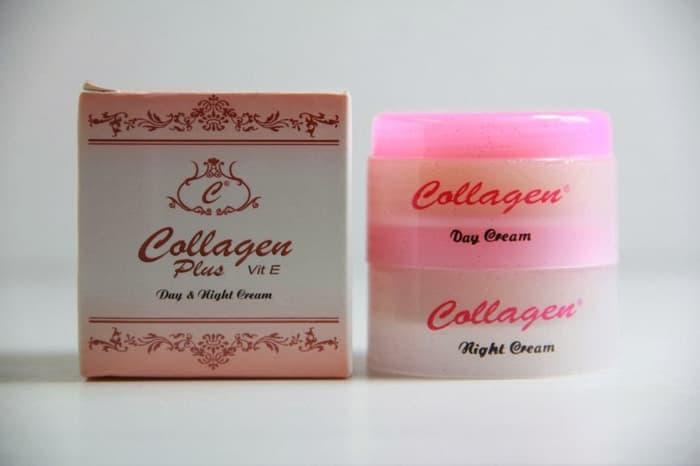 C®
Collagen
Plus Vit E
Day & Night Cream
Collagen®
Day Cream
Collagen®
Night Cream